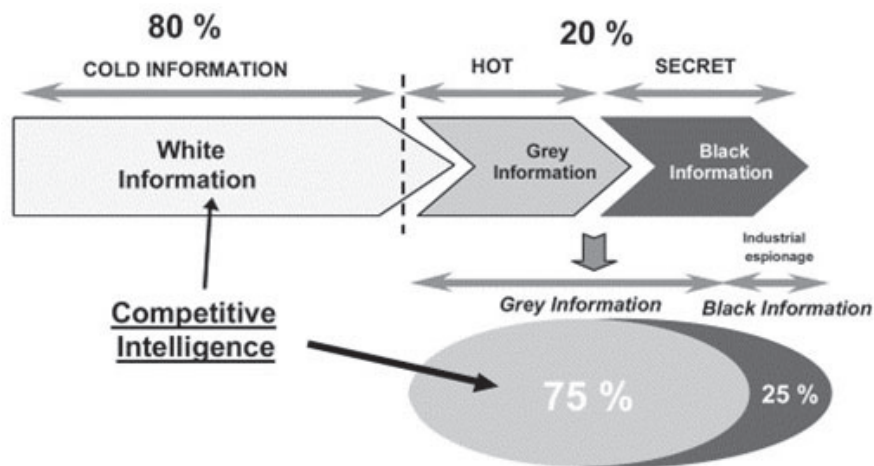 80 %
20 %
COLD INFORMATION
HOT
SECRET
White
Information
Grey
Information
Black
Information
Industrial
espionage
Grey Information
Black Information
Competitive
Intelligence
75 %
25 %